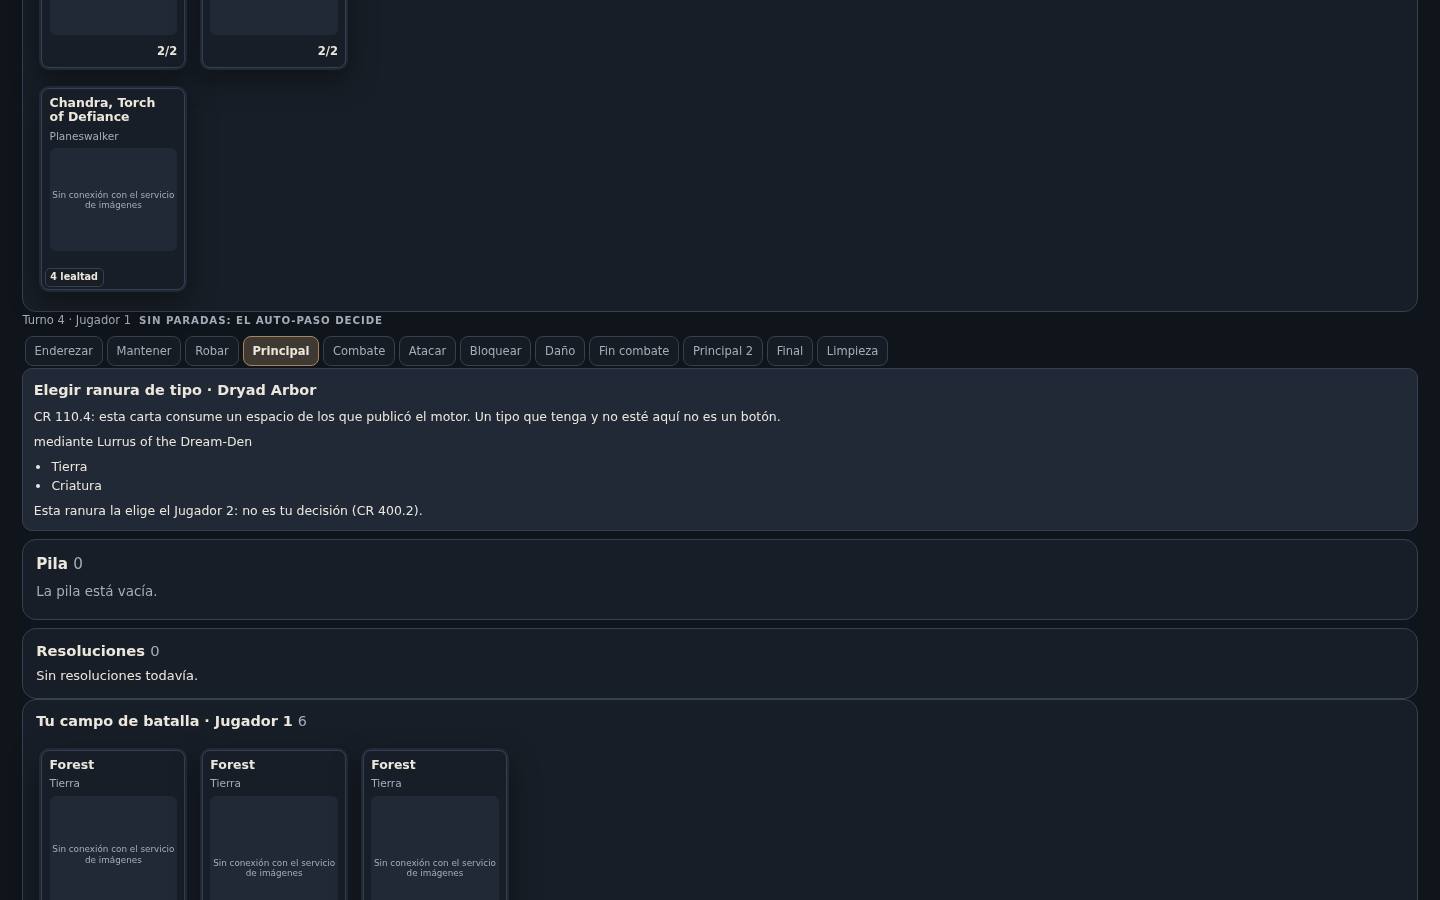 2/2
2/2
Chandra, Torch
of Defiance
Planeswalker
Sin conexión con el servicio
de imágenes
4 lealtad
Turno 4 · Jugador 1 SIN PARADAS: EL AUTO-PASO DECIDE
Enderezar Mantener Robar Principal Combate Atacar Bloquear Daño Fin combate Principal 2 Final Limpieza
Elegir ranura de tipo · Dryad Arbor
CR 110.4: esta carta consume un espacio de los que publicó el motor. Un tipo que tenga y no esté aquí no es un botón.
mediante Lurrus of the Dream-Den
• Tierra
• Criatura
Esta ranura la elige el Jugador 2: no es tu decisión (CR 400.2).
Pila 0
La pila está vacía.
Resoluciones 0
Sin resoluciones todavía.
Tu campo de batalla · Jugador 1 6
Forest
Tierra
Sin conexión con el servicio
de imágenes
Forest
Tierra
Sin conexión con el servicio
de imágenes
Forest
Tierra
Sin conexión con el servicio
de imágenes